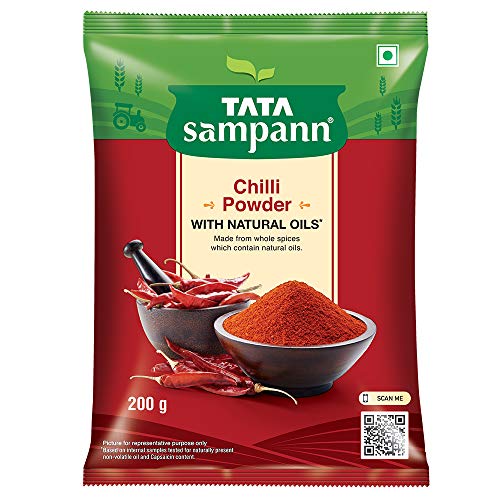 TATA
sampann®
Chilli
Powder
WITH NATURAL OILS*
Made from whole spices
which contain natural oils.
200 g
SCAN ME
Picture for representative purpose only
*Based on internal samples tested for naturally present
non-volatile oil and Capsaicin content.